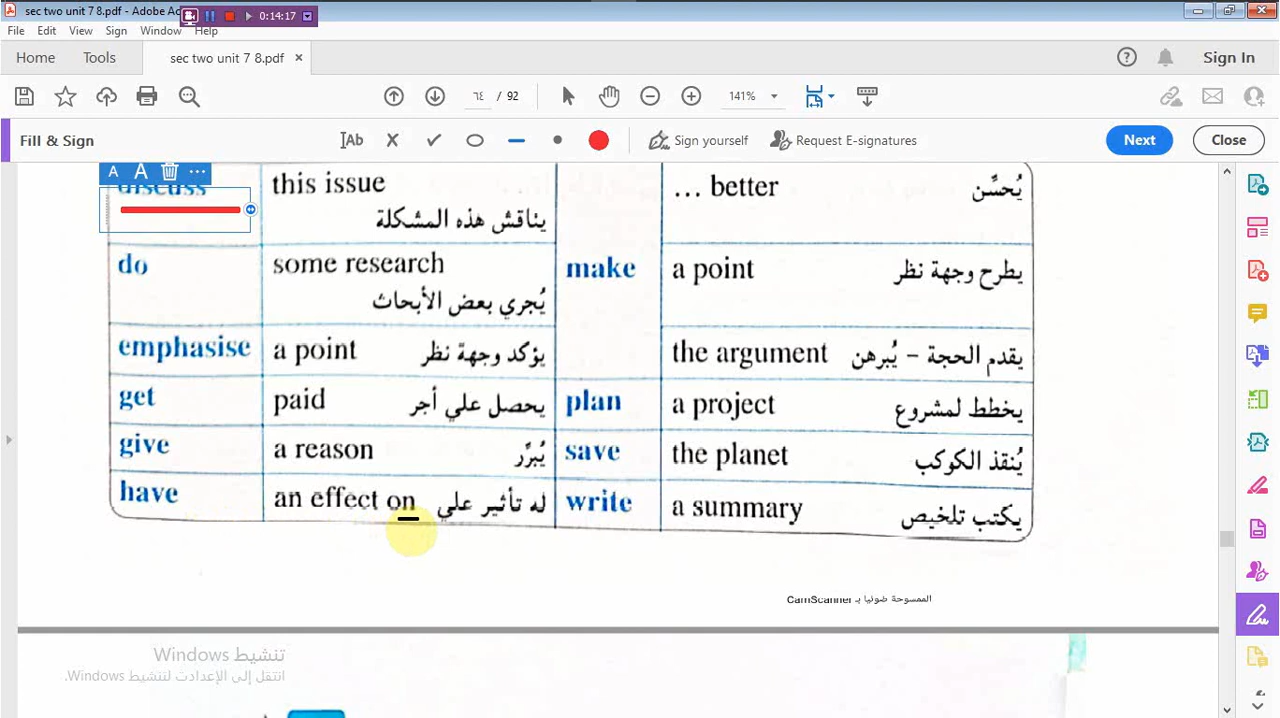 sec two unit 7 8.pdf - Adobe Ac
0:14:17
File Edit View Sign Window Help
Home Tools sec two unit 7 8.pdf × Sign In
٦٤ / 92 141%
Fill & Sign Ab Sign yourself Request E-signatures Next Close
A A
discuss this issue ... better يُحسِّن
يناقش هذه المشكلة
do some research make a point يطرح وجهة نظر
يُجري بعض الأبحاث
emphasise a point يؤكد وجهة نظر the argument يقدم الحجة – يُبرهن
get paid يحصل علي أجر plan a project يخطط لمشروع
give a reason يُبرِّر save the planet يُنقذ الكوكب
have an effect on له تأثير علي write a summary يكتب تلخيص
الممسوحة ضوئيا بـ CamScanner
تنشيط Windows
انتقل إلى الإعدادات لتنشيط Windows.